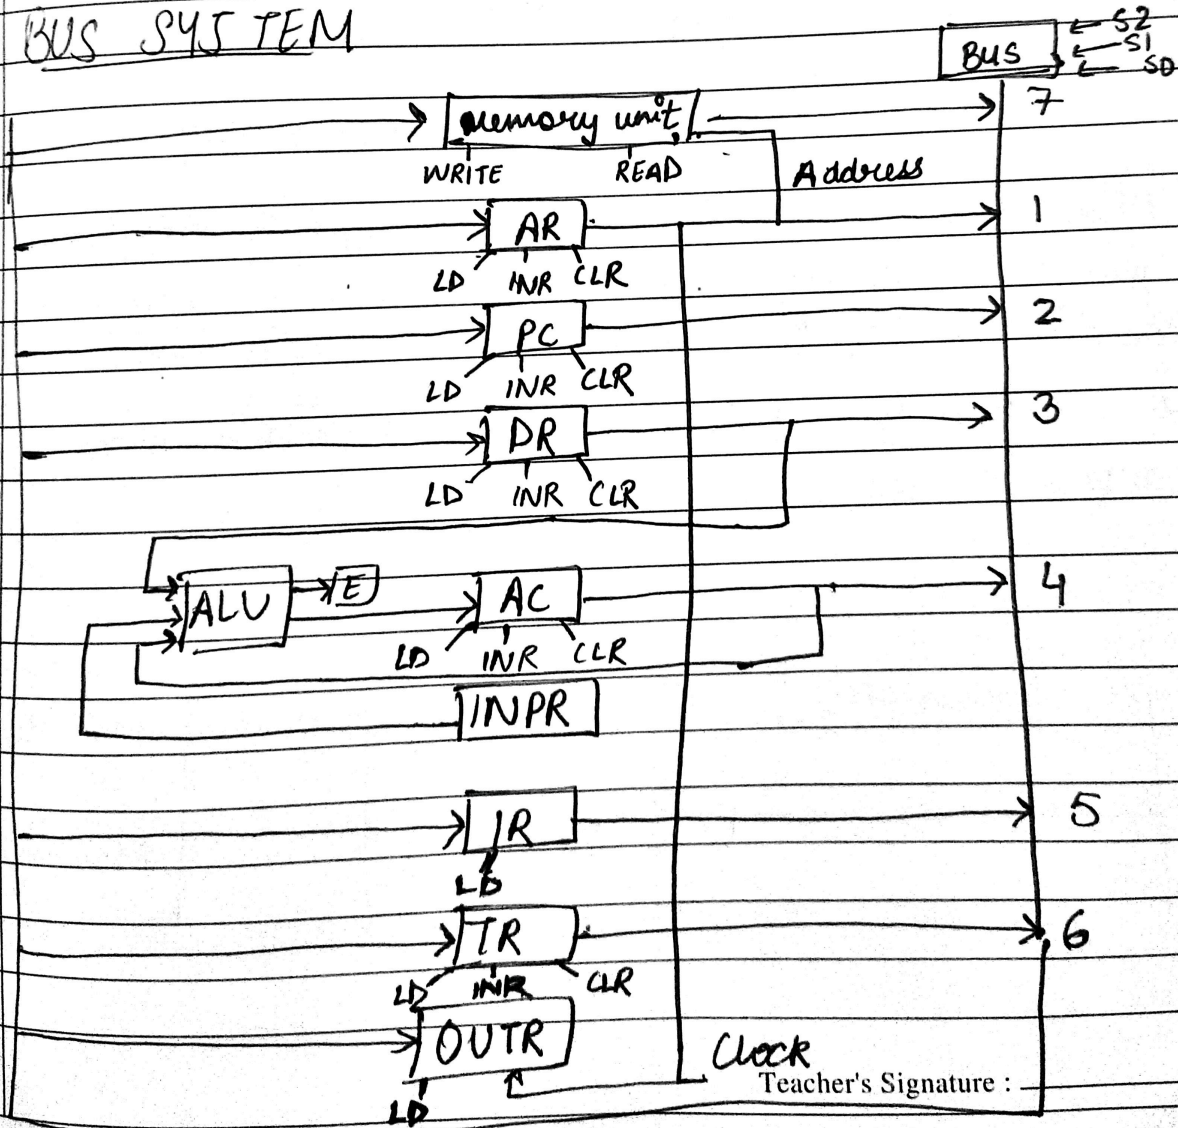 BUS SYSTEM
S2
S1
S0
BUS
memory unit
7
WRITE READ
Address
AR
1
LD INR CLR
PC
2
LD INR CLR
DR
3
LD INR CLR
ALU
E
AC
4
LD INR CLR
INPR
IR
5
LD
TR
6
LD INR CLR
OUTR
LD
Clock
Teacher's Signature :